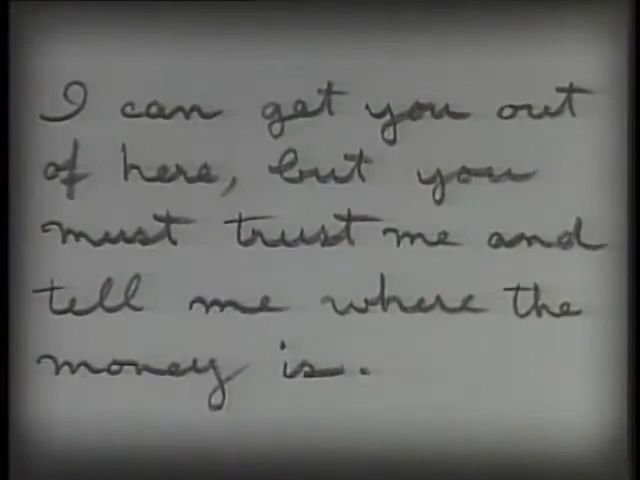 I can get you out
of here, but you
must trust me and
tell me where the
money is.